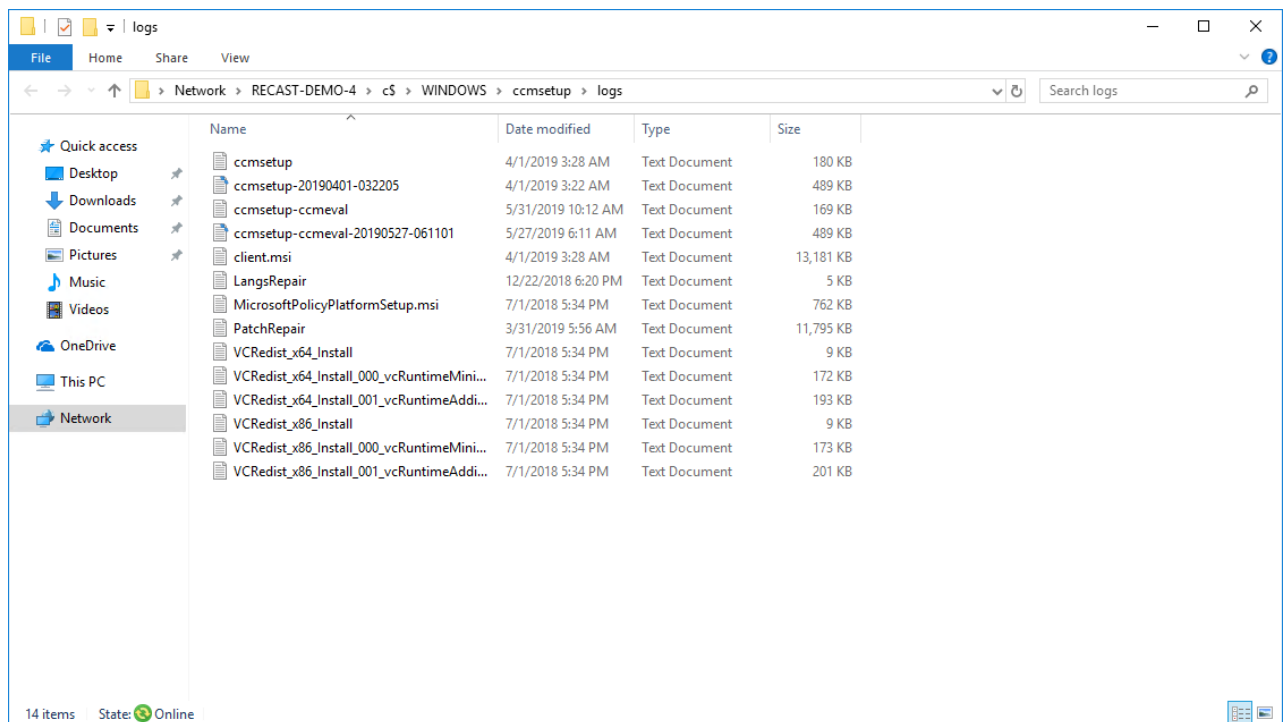 logs
File Home Share View
Network > RECAST-DEMO-4 > c$ > WINDOWS > ccmsetup > logs Search logs
Quick access
Desktop
Downloads
Documents
Pictures
Music
Videos
OneDrive
This PC
Network
Name Date modified Type Size
ccmsetup 4/1/2019 3:28 AM Text Document 180 KB
ccmsetup-20190401-032205 4/1/2019 3:22 AM Text Document 489 KB
ccmsetup-ccmeval 5/31/2019 10:12 AM Text Document 169 KB
ccmsetup-ccmeval-20190527-061101 5/27/2019 6:11 AM Text Document 489 KB
client.msi 4/1/2019 3:28 AM Text Document 13,181 KB
LangsRepair 12/22/2018 6:20 PM Text Document 5 KB
MicrosoftPolicyPlatformSetup.msi 7/1/2018 5:34 PM Text Document 762 KB
PatchRepair 3/31/2019 5:56 AM Text Document 11,795 KB
VCRedist_x64_Install 7/1/2018 5:34 PM Text Document 9 KB
VCRedist_x64_Install_000_vcRuntimeMini... 7/1/2018 5:34 PM Text Document 172 KB
VCRedist_x64_Install_001_vcRuntimeAddi... 7/1/2018 5:34 PM Text Document 193 KB
VCRedist_x86_Install 7/1/2018 5:34 PM Text Document 9 KB
VCRedist_x86_Install_000_vcRuntimeMini... 7/1/2018 5:34 PM Text Document 173 KB
VCRedist_x86_Install_001_vcRuntimeAddi... 7/1/2018 5:34 PM Text Document 201 KB
14 items State: Online